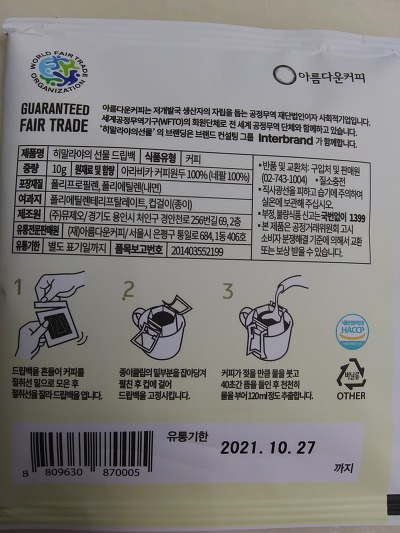 WORLD FAIR TRADE ORGANIZATION
GUARANTEED
FAIR TRADE
아름다운커피
아름다운커피는 저개발국 생산자의 자립을 돕는 공정무역 재단법인이자 사회적기업입니다.
세계공정무역기구(WFTO)의 회원단체로 전 세계 공정무역 단체와 함께하고 있습니다.
'히말라야의선물'의 브랜딩은 브랜드 컨설팅 그룹 Interbrand 가 함께했습니다.
제품명 히말라야의 선물 드립백 식품유형 커피
중량 10g 원재료 및 함량 아라비카 커피원두 100% (네팔 100%)
포장재질 폴리프로필렌, 폴리에틸렌(내면)
여과지 폴리에틸렌테리프탈레이트, 컵걸이(종이)
제조원 (주)뮤제오/ 경기도 용인시 처인구 경안천로 256번길 69, 2층
유통전문판매원 (재)아름다운커피/ 서울시 은평구 통일로 684, 1동 406호
유통기한 별도 표기일까지 품목보고번호 201403552199
• 반품 및 교환처: 구입처 및 판매원
(02-743-1004) • 질소충전
• 직사광선을 피하고 습기에 주의하여
실온에 보관해 주십시오.
• 부정,불량식품 신고는 국번없이 1399
• 본 제품은 공정거래위원회 고시
소비자 분쟁해결 기준에 의해서 교환
또는 보상 받을 수 있습니다.
1
드립백을 흔들어 커피를
절취선 밑으로 모은 후
절취선을 잘라 드립백을 엽니다.
2
종이클립의 밑부분을 잡아당겨
펼친 후 컵에 걸어
드립백을 고정시킵니다.
3
커피가 젖을 만큼 물을 붓고
40초간 뜸을 들인 후 천천히
물을 부어 120ml 정도 추출합니다.
HACCP
비닐류
OTHER
유통기한 2021.10.27 까지
8 809630 870005